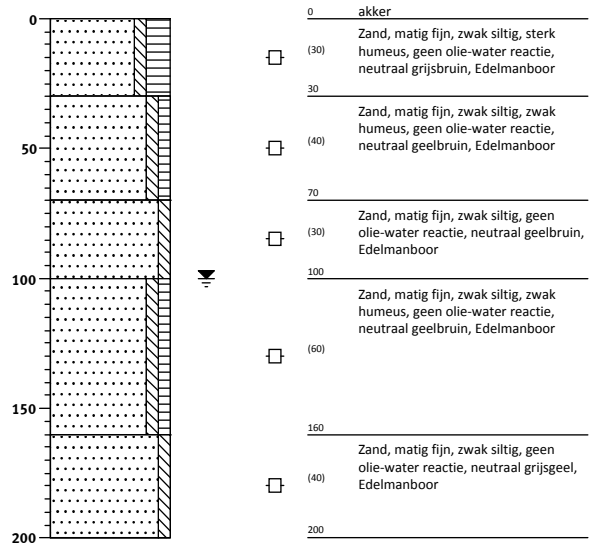 0
50
100
150
200
0 akker
Zand, matig fijn, zwak siltig, sterk
(30) humeus, geen olie-water reactie,
neutraal grijsbruin, Edelmanboor
30
Zand, matig fijn, zwak siltig, zwak
humeus, geen olie-water reactie,
(40) neutraal geelbruin, Edelmanboor
70
Zand, matig fijn, zwak siltig, geen
(30) olie-water reactie, neutraal geelbruin,
Edelmanboor
100
Zand, matig fijn, zwak siltig, zwak
humeus, geen olie-water reactie,
neutraal geelbruin, Edelmanboor
(60)
160
Zand, matig fijn, zwak siltig, geen
olie-water reactie, neutraal grijsgeel,
(40) Edelmanboor
200